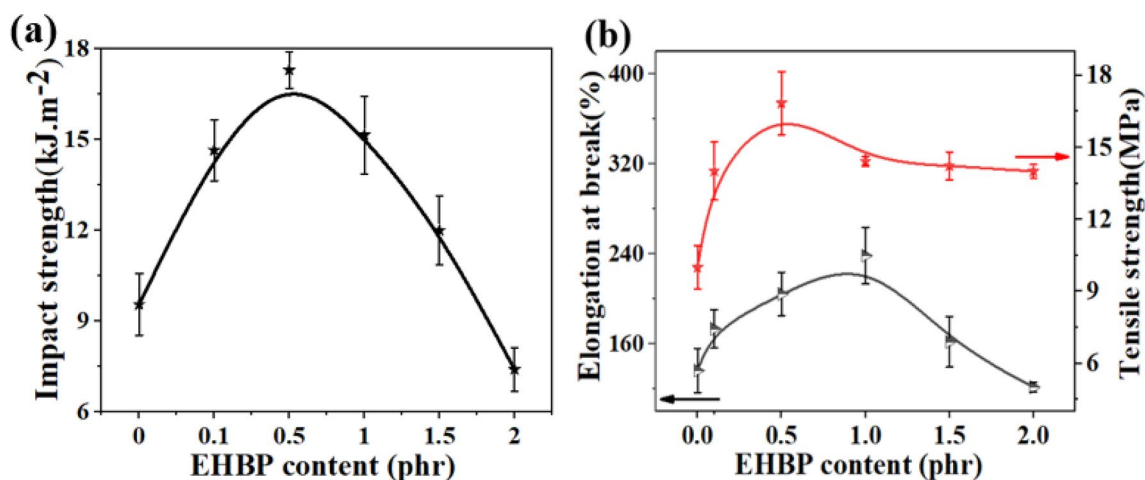 (a)
Impact strength(kJ.m-2)
18
15
12
9
6
0 0.1 0.5 1 1.5 2
EHBP content (phr)
(b)
Elongation at break(%)
400
320
240
160
Tensile strength(MPa)
18
15
12
9
6
0.0 0.5 1.0 1.5 2.0
EHBP content (phr)